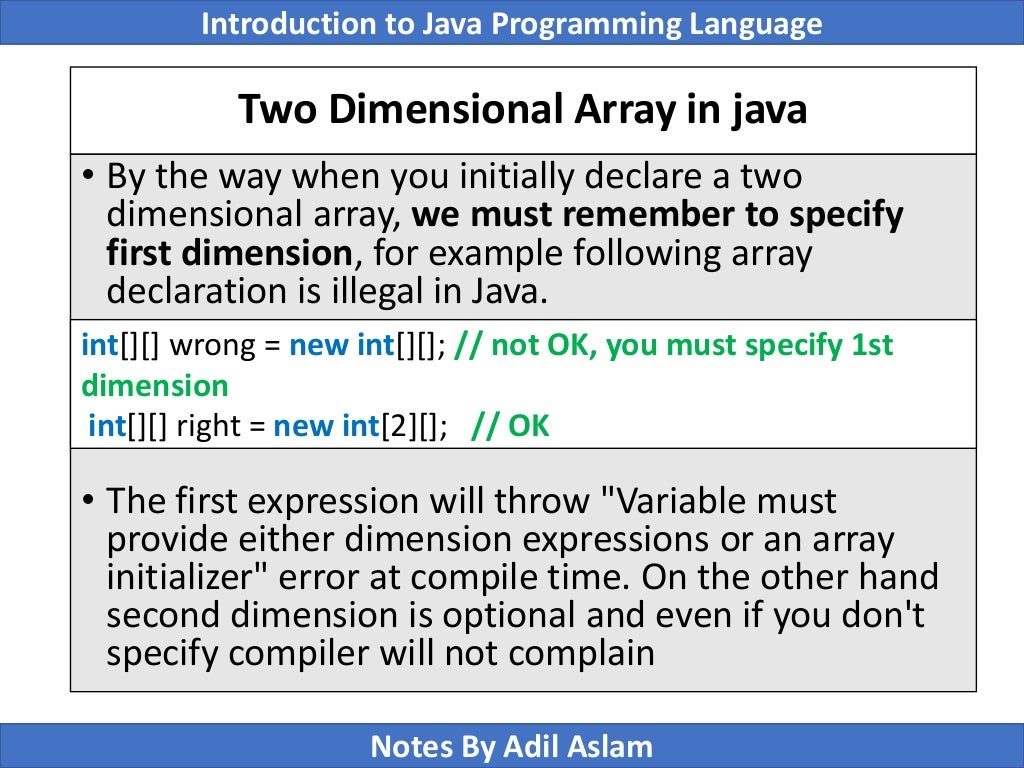 Introduction to Java Programming Language
Two Dimensional Array in java
• By the way when you initially declare a two
dimensional array, we must remember to specify
first dimension, for example following array
declaration is illegal in Java.
int[][] wrong = new int[][]; // not OK, you must specify 1st
dimension
int[][] right = new int[2][];   // OK
• The first expression will throw "Variable must
provide either dimension expressions or an array
initializer" error at compile time. On the other hand
second dimension is optional and even if you don't
specify compiler will not complain
Notes By Adil Aslam